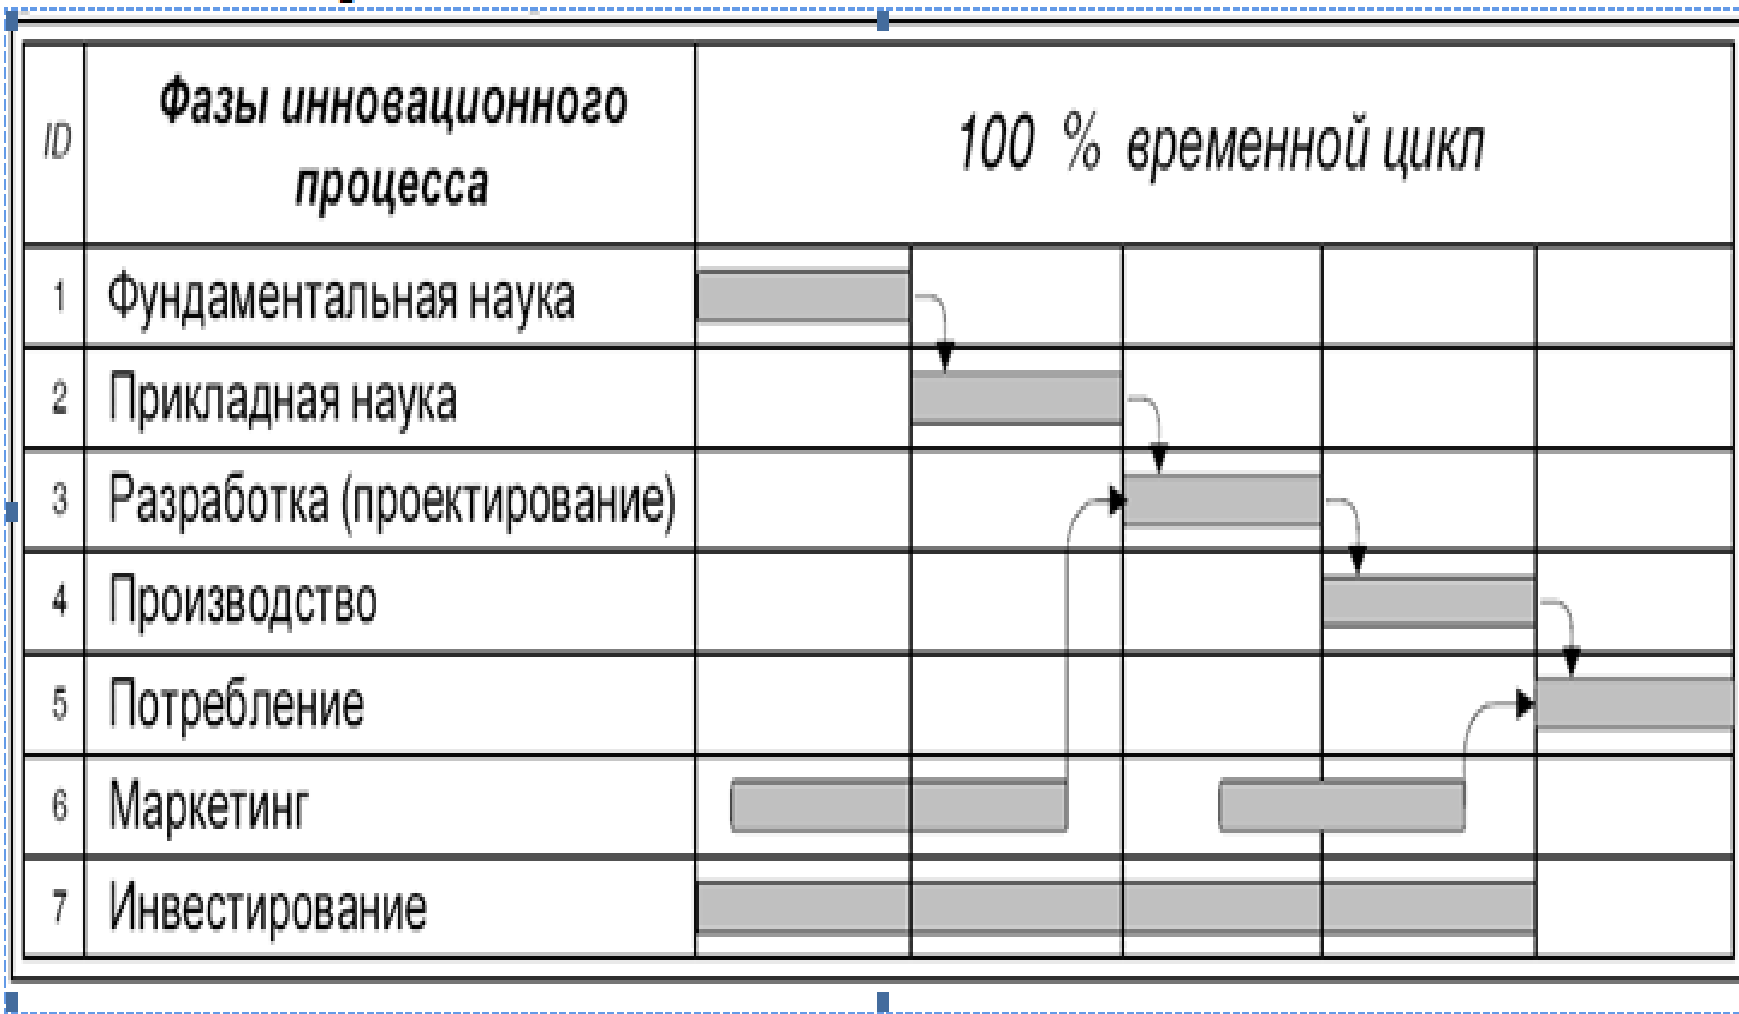 ID
Фазы инновационного
процесса
100 % временной цикл
1 Фундаментальная наука
2 Прикладная наука
3 Разработка (проектирование)
4 Производство
5 Потребление
6 Маркетинг
7 Инвестирование